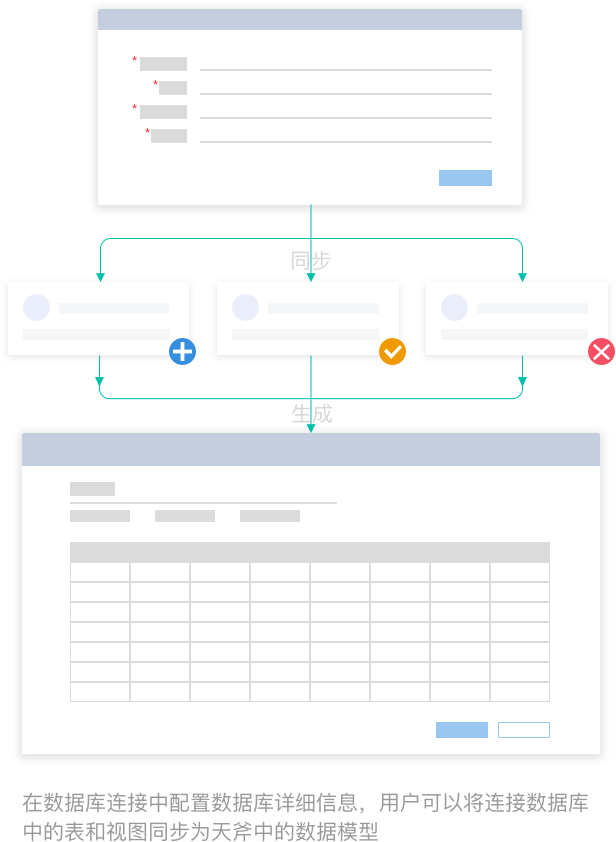 *
*
*
*
同步
生成
在数据库连接中配置数据库详细信息，用户可以将连接数据库
中的表和视图同步为天斧中的数据模型